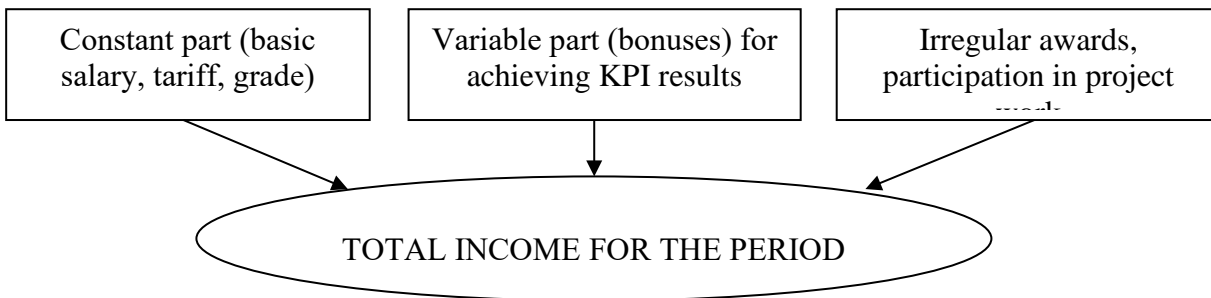 Constant part (basic
salary, tariff, grade)
Variable part (bonuses) for
achieving KPI results
Irregular awards,
participation in project
TOTAL INCOME FOR THE PERIOD